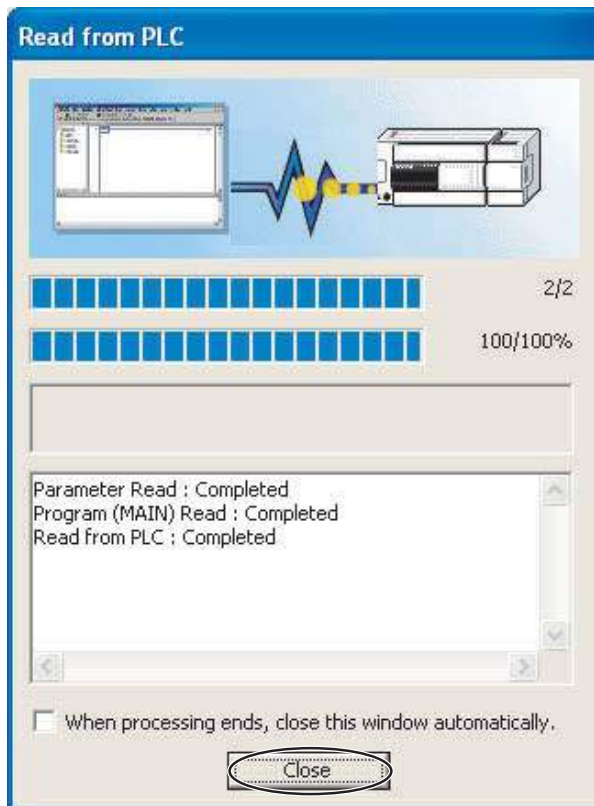 Read from PLC
2/2
100/100%
Parameter Read : Completed
Program (MAIN) Read : Completed
Read from PLC : Completed
When processing ends, close this window automatically.
Close